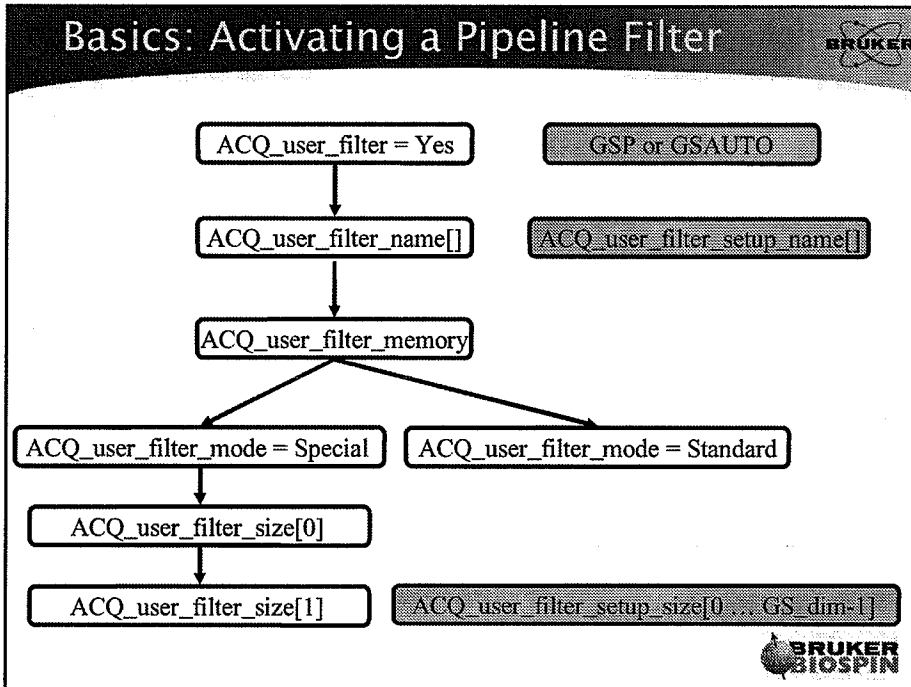 Basics: Activating a Pipeline Filter
BRUKER
ACQ_user_filter = Yes
GSP or GSAUTO
ACQ_user_filter_name[]
ACQ_user_filter_setup_name[]
ACQ_user_filter_memory
ACQ_user_filter_mode = Special
ACQ_user_filter_mode = Standard
ACQ_user_filter_size[0]
ACQ_user_filter_size[1]
ACQ_user_filter_setup_size[0 ... GS_dim-1]
BRUKER
BIOSPIN